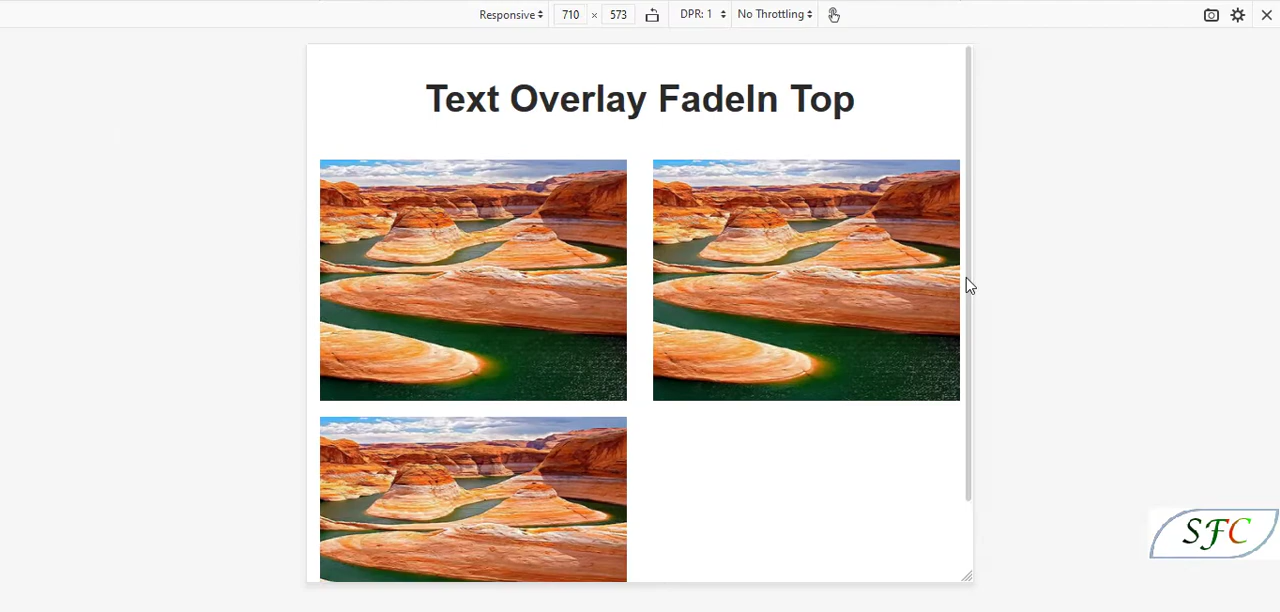 Responsive 710 × 573 DPR: 1 No Throttling
Text Overlay FadeIn Top
SFC